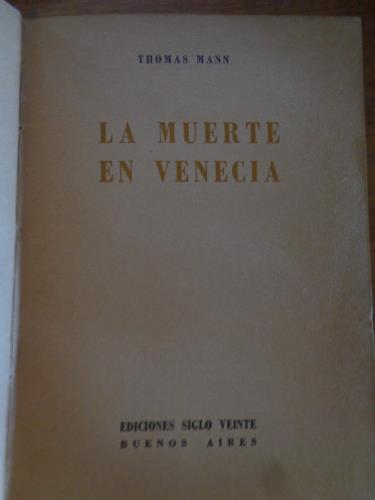 THOMAS MANN
LA MUERTE
EN VENECIA
EDICIONES SIGLO VEINTE
BUENOS AIRES